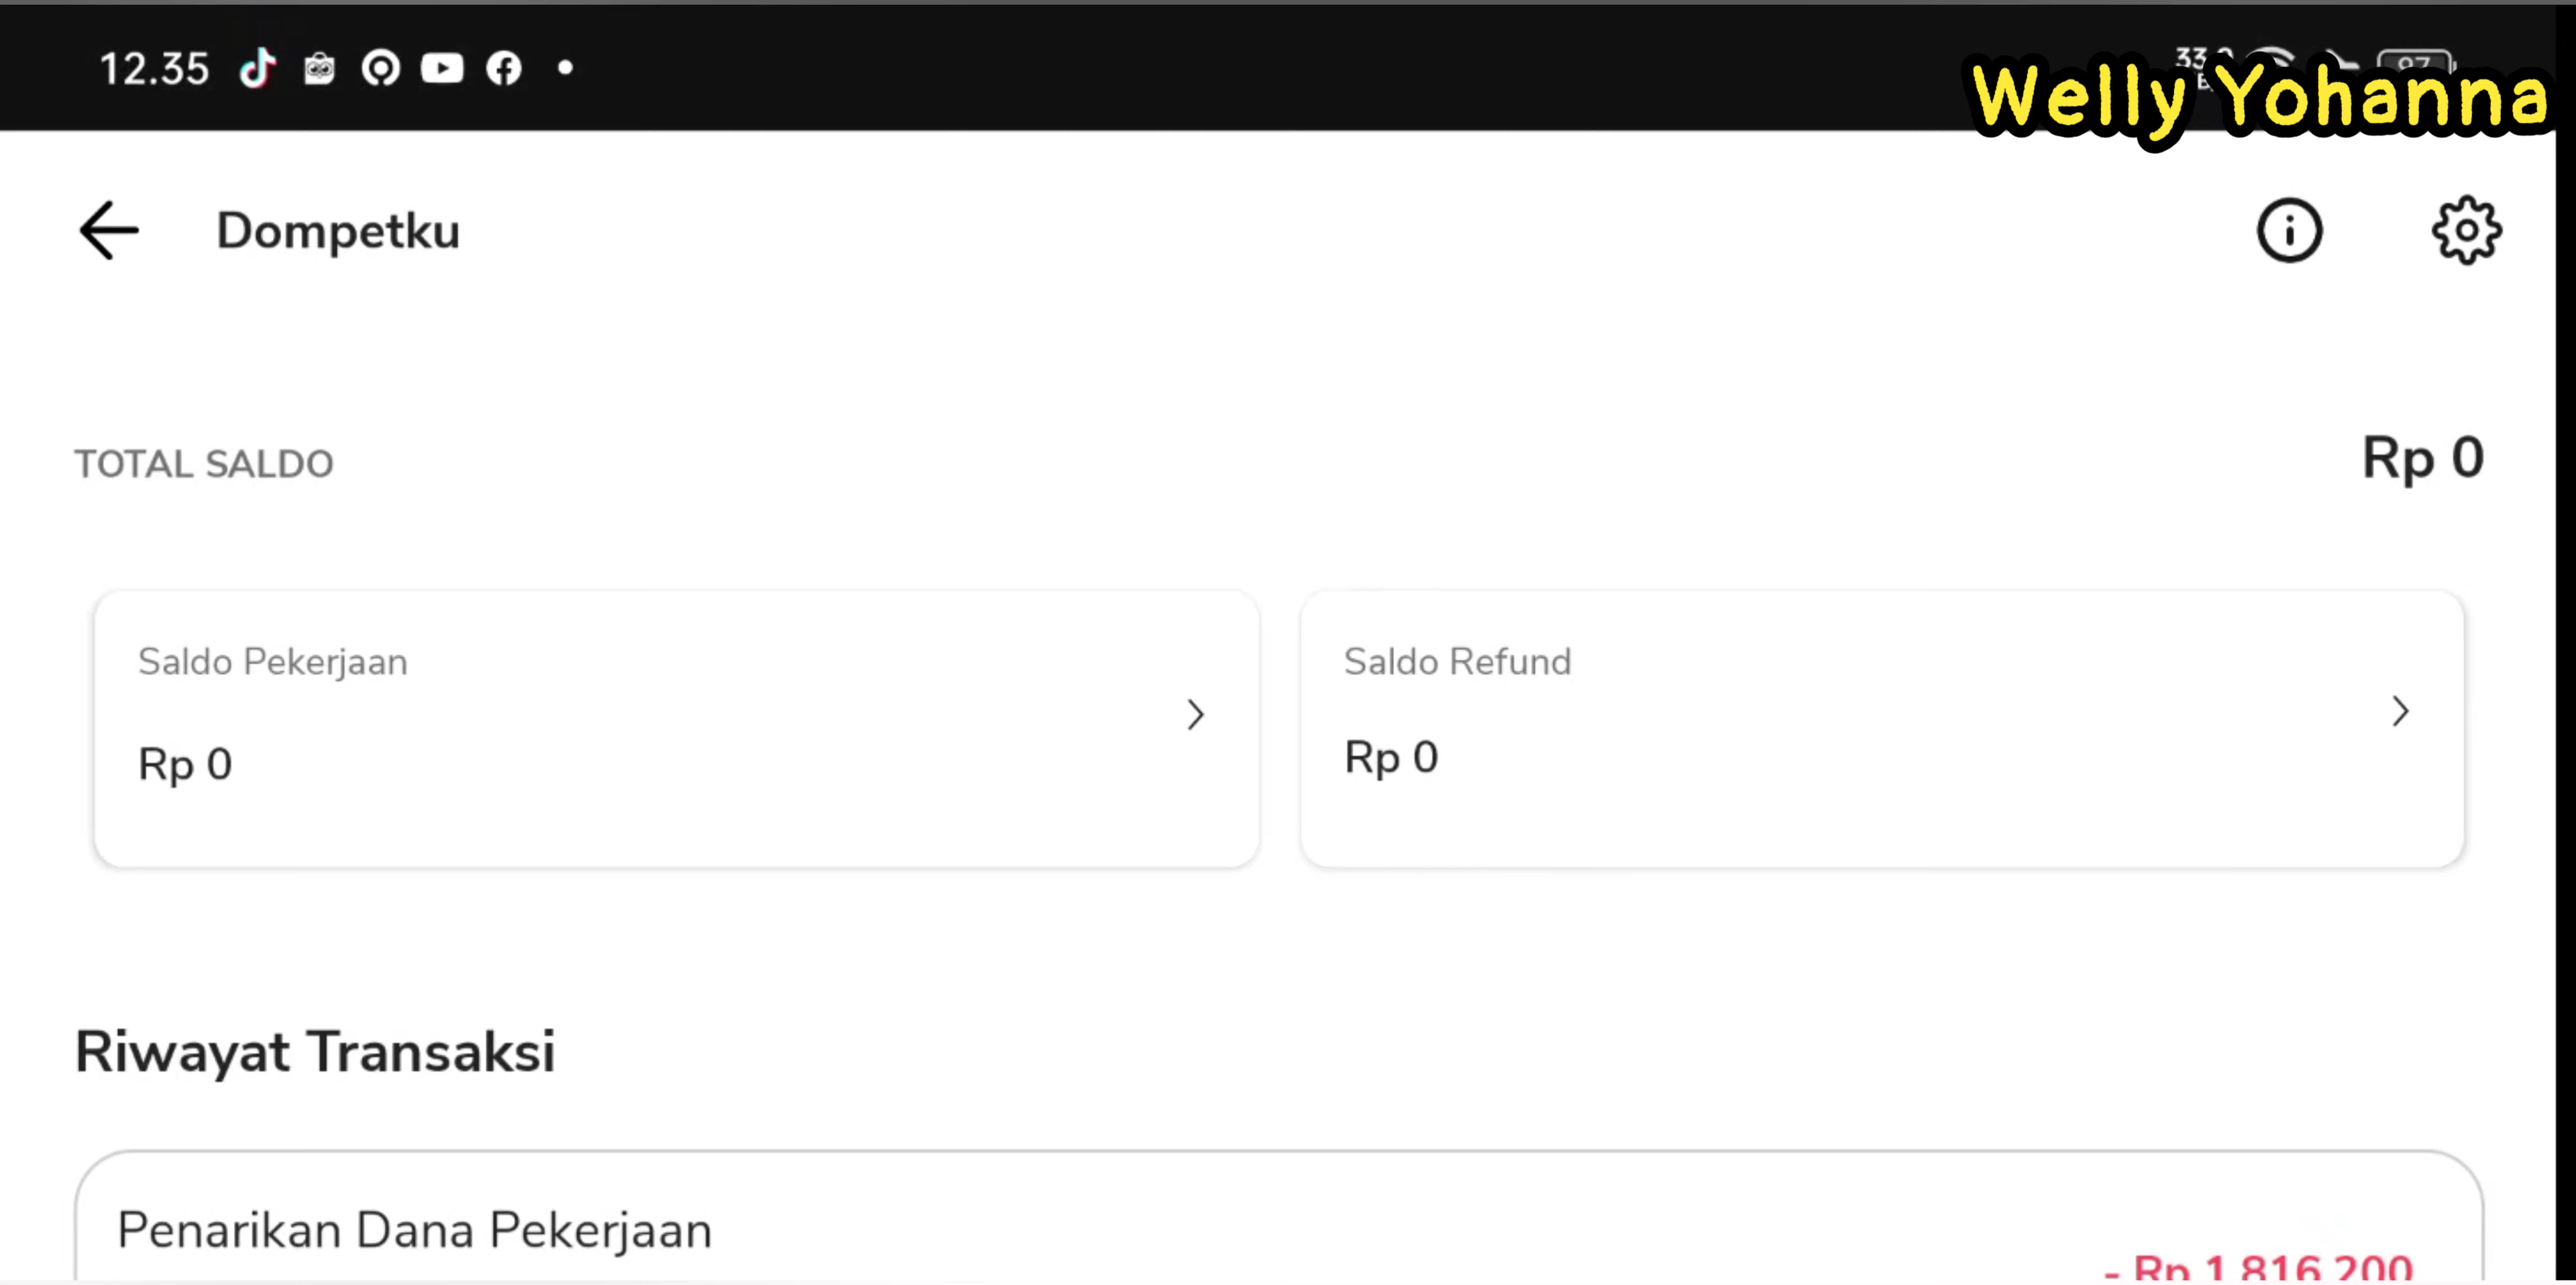 12.35
Welly Yohanna
Dompetku
TOTAL SALDO
Rp 0
Saldo Pekerjaan
Rp 0
Saldo Refund
Rp 0
Riwayat Transaksi
Penarikan Dana Pekerjaan
- Rp 1.816.200